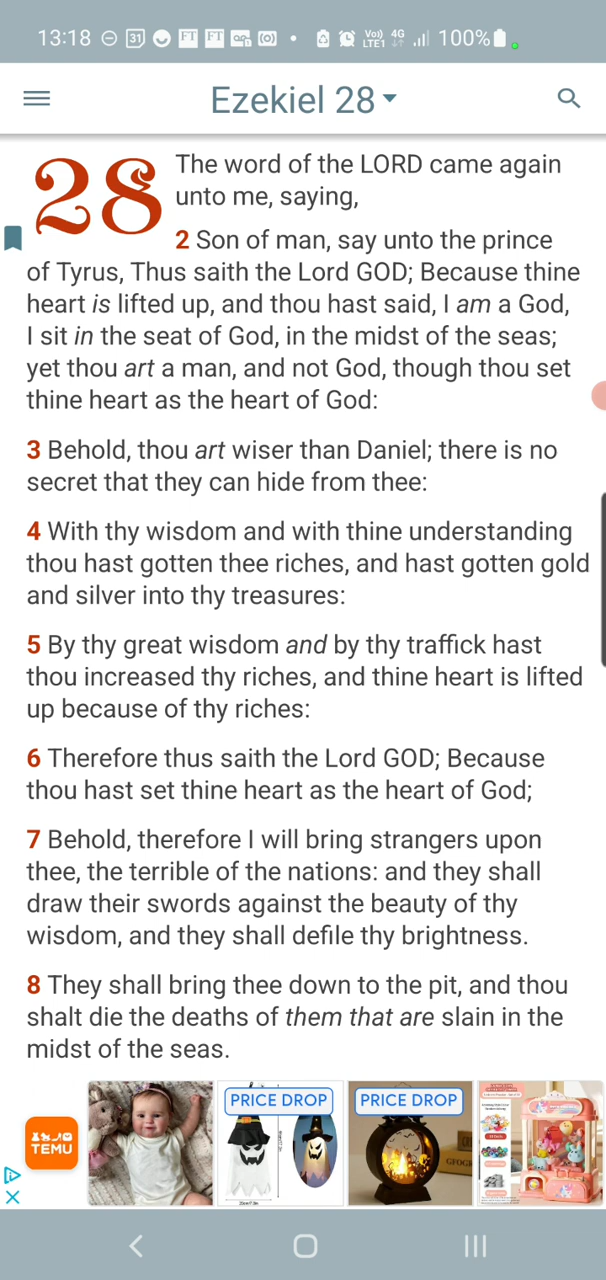 13:18
31
FT
FT
Vo))
LTE1
4G
100%
Ezekiel 28
28
The word of the LORD came again
unto me, saying,
2 Son of man, say unto the prince
of Tyrus, Thus saith the Lord GOD; Because thine
heart is lifted up, and thou hast said, I am a God,
I sit in the seat of God, in the midst of the seas;
yet thou art a man, and not God, though thou set
thine heart as the heart of God:
3 Behold, thou art wiser than Daniel; there is no
secret that they can hide from thee:
4 With thy wisdom and with thine understanding
thou hast gotten thee riches, and hast gotten gold
and silver into thy treasures:
5 By thy great wisdom and by thy traffick hast
thou increased thy riches, and thine heart is lifted
up because of thy riches:
6 Therefore thus saith the Lord GOD; Because
thou hast set thine heart as the heart of God;
7 Behold, therefore I will bring strangers upon
thee, the terrible of the nations: and they shall
draw their swords against the beauty of thy
wisdom, and they shall defile thy brightness.
8 They shall bring thee down to the pit, and thou
shalt die the deaths of them that are slain in the
midst of the seas.
TEMU
PRICE DROP
PRICE DROP